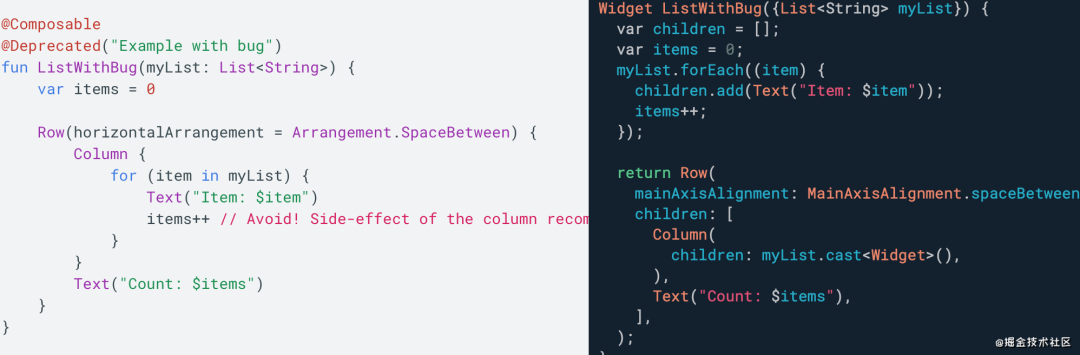 @Composable
@Deprecated("Example with bug")
fun ListWithBug(myList: List<String>) {
    var items = 0

    Row(horizontalArrangement = Arrangement.SpaceBetween) {
        Column {
            for (item in myList) {
                Text("Item: $item")
                items++ // Avoid! Side-effect of the column recom
            }
        }
        Text("Count: $items")
    }
}
Widget ListWithBug({List<String> myList}) {
  var children = [];
  var items = 0;
  myList.forEach((item) {
    children.add(Text("Item: $item"));
    items++;
  });

  return Row(
    mainAxisAlignment: MainAxisAlignment.spaceBetween
    children: [
      Column(
        children: myList.cast<Widget>(),
      ),
      Text("Count: $items"),
    ],
  );
@掘金技术社区